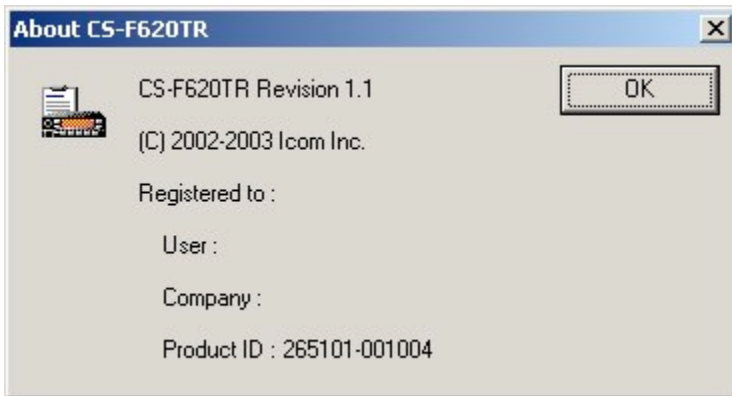 About CS-F620TR
CS-F620TR Revision 1.1
OK
(C) 2002-2003 Icom Inc.
Registered to :
User :
Company :
Product ID : 265101-001004